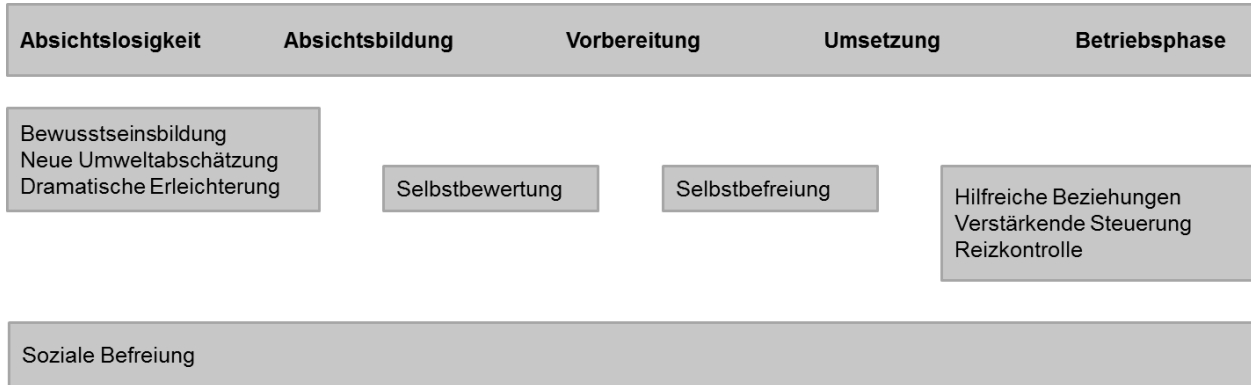 Absichtslosigkeit Absichtsbildung Vorbereitung Umsetzung Betriebsphase
Bewusstseinsbildung
Neue Umweltabschätzung
Dramatische Erleichterung
Selbstbewertung
Selbstbefreiung
Hilfreiche Beziehungen
Verstärkende Steuerung
Reizkontrolle
Soziale Befreiung